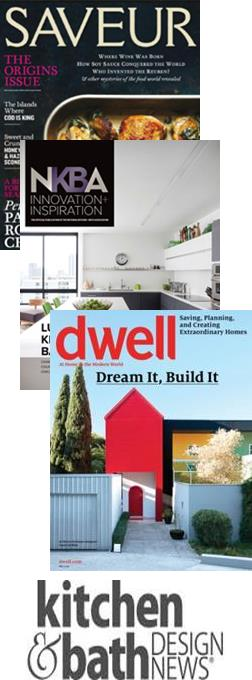 SAVEUR
THE
ORIGINS
ISSUE
WHERE WINE WAS BORN
HOW SOY SAUCE CONQUERED THE WORLD
WHO INVENTED THE REUBEN?
& other mysteries of the food world revealed
The Islands
Where
COD IS KING
Sweet and
NKBA
INNOVATION+
INSPIRATION
dwell
At Home in the Modern World
Saving, Planning,
and Creating
Extraordinary Homes
Dream It, Build It
dwell.com
kitchen
& bath DESIGN
NEWS®